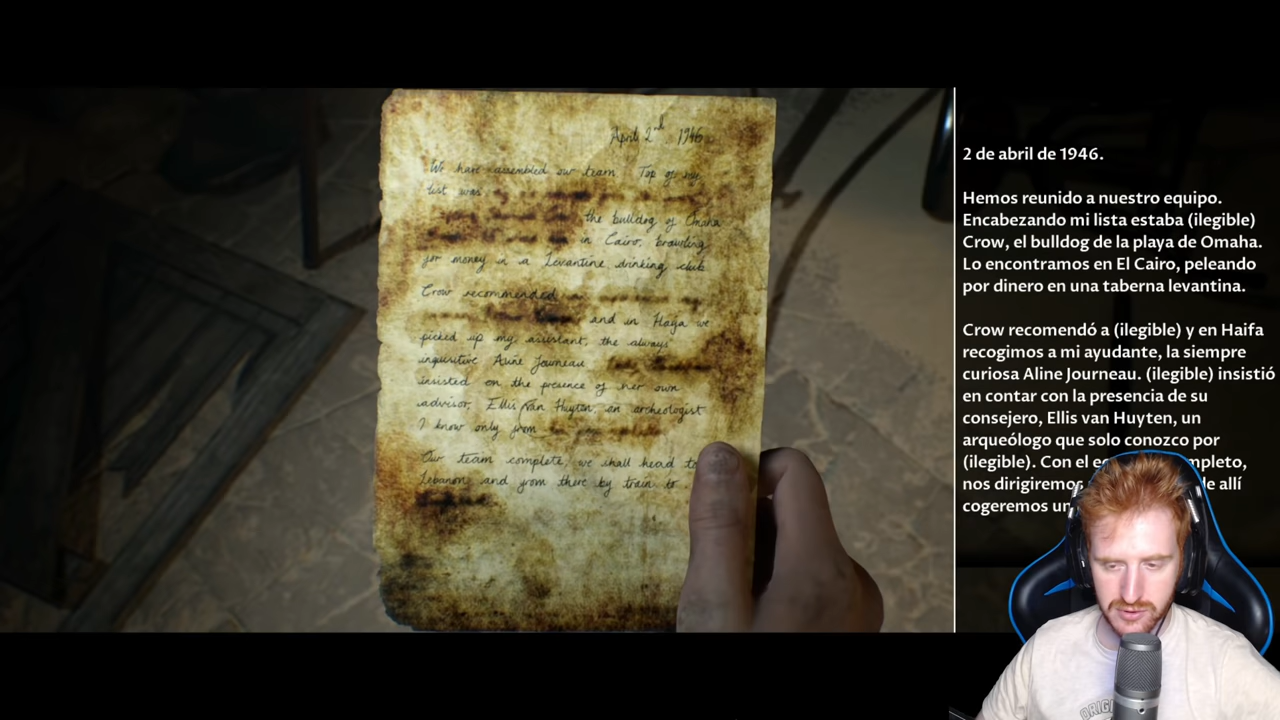 April 2nd 1946
We have assembled our team. Top of my
list was
the bulldog of Omaha
in Cairo, brawling
for money in a Levantine drinking club
Crow recommended
and in Haifa we
picked up my assistant, the always
inquisitive Aline Journeau
insisted on the presence of her own
advisor, Ellis van Huyten, an archeologist
I know only from
Our team complete, we shall head to
Lebanon and from there by train to
2 de abril de 1946.
Hemos reunido a nuestro equipo.
Encabezando mi lista estaba (ilegible)
Crow, el bulldog de la playa de Omaha.
Lo encontramos en El Cairo, peleando
por dinero en una taberna levantina.
Crow recomendó a (ilegible) y en Haifa
recogimos a mi ayudante, la siempre
curiosa Aline Journeau. (ilegible) insistió
en contar con la presencia de su
consejero, Ellis van Huyten, un
arqueólogo que solo conozco por
(ilegible). Con el
nos dirigiremos de allí
cogeremos